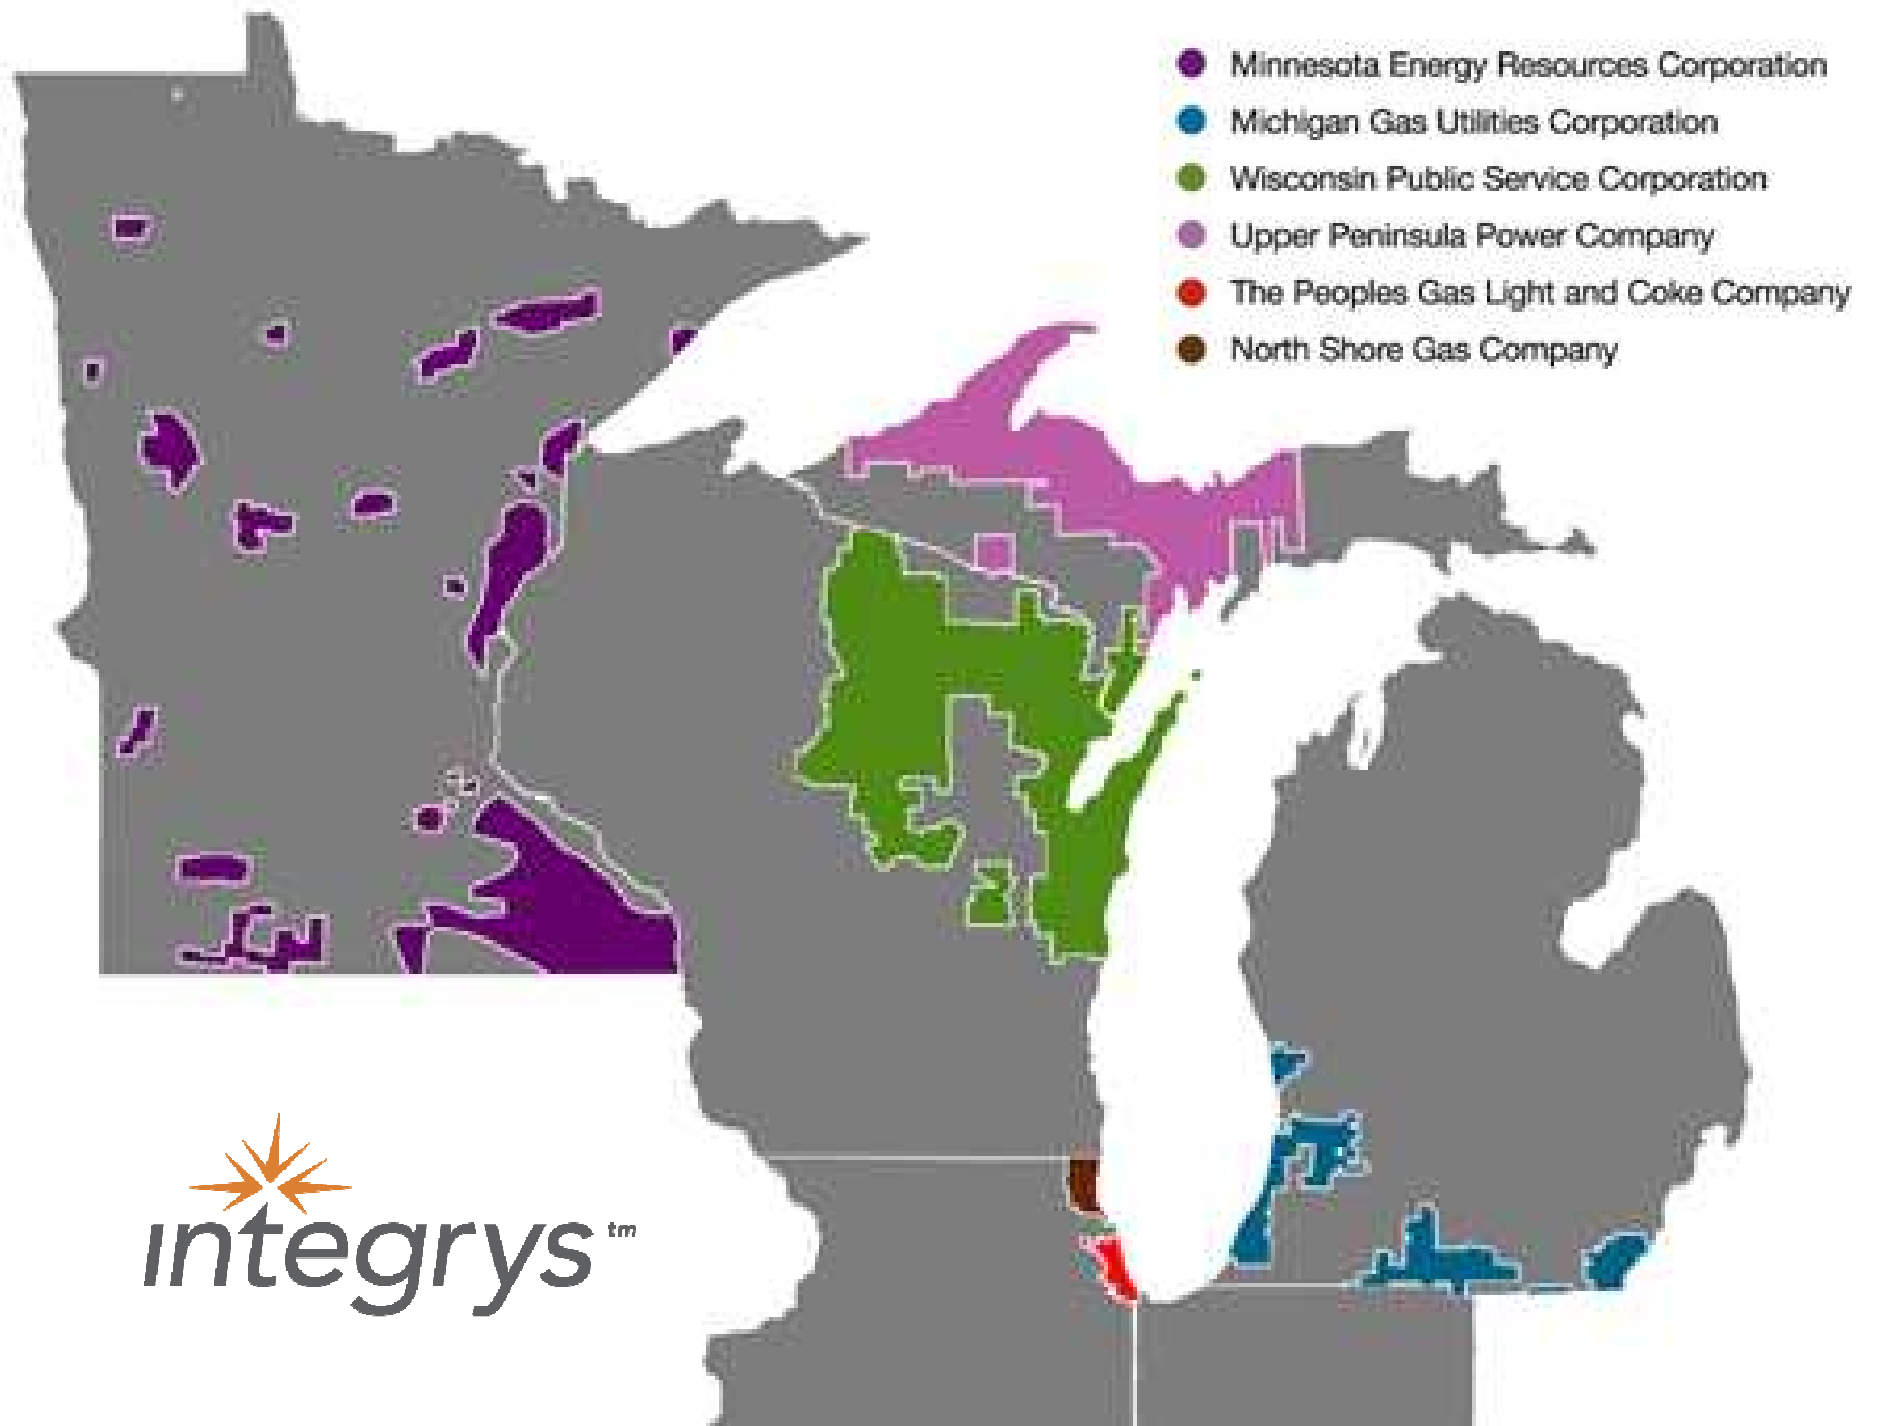 Minnesota Energy Resources Corporation
Michigan Gas Utilities Corporation
Wisconsin Public Service Corporation
Upper Peninsula Power Company
The Peoples Gas Light and Coke Company
North Shore Gas Company
integrys tm